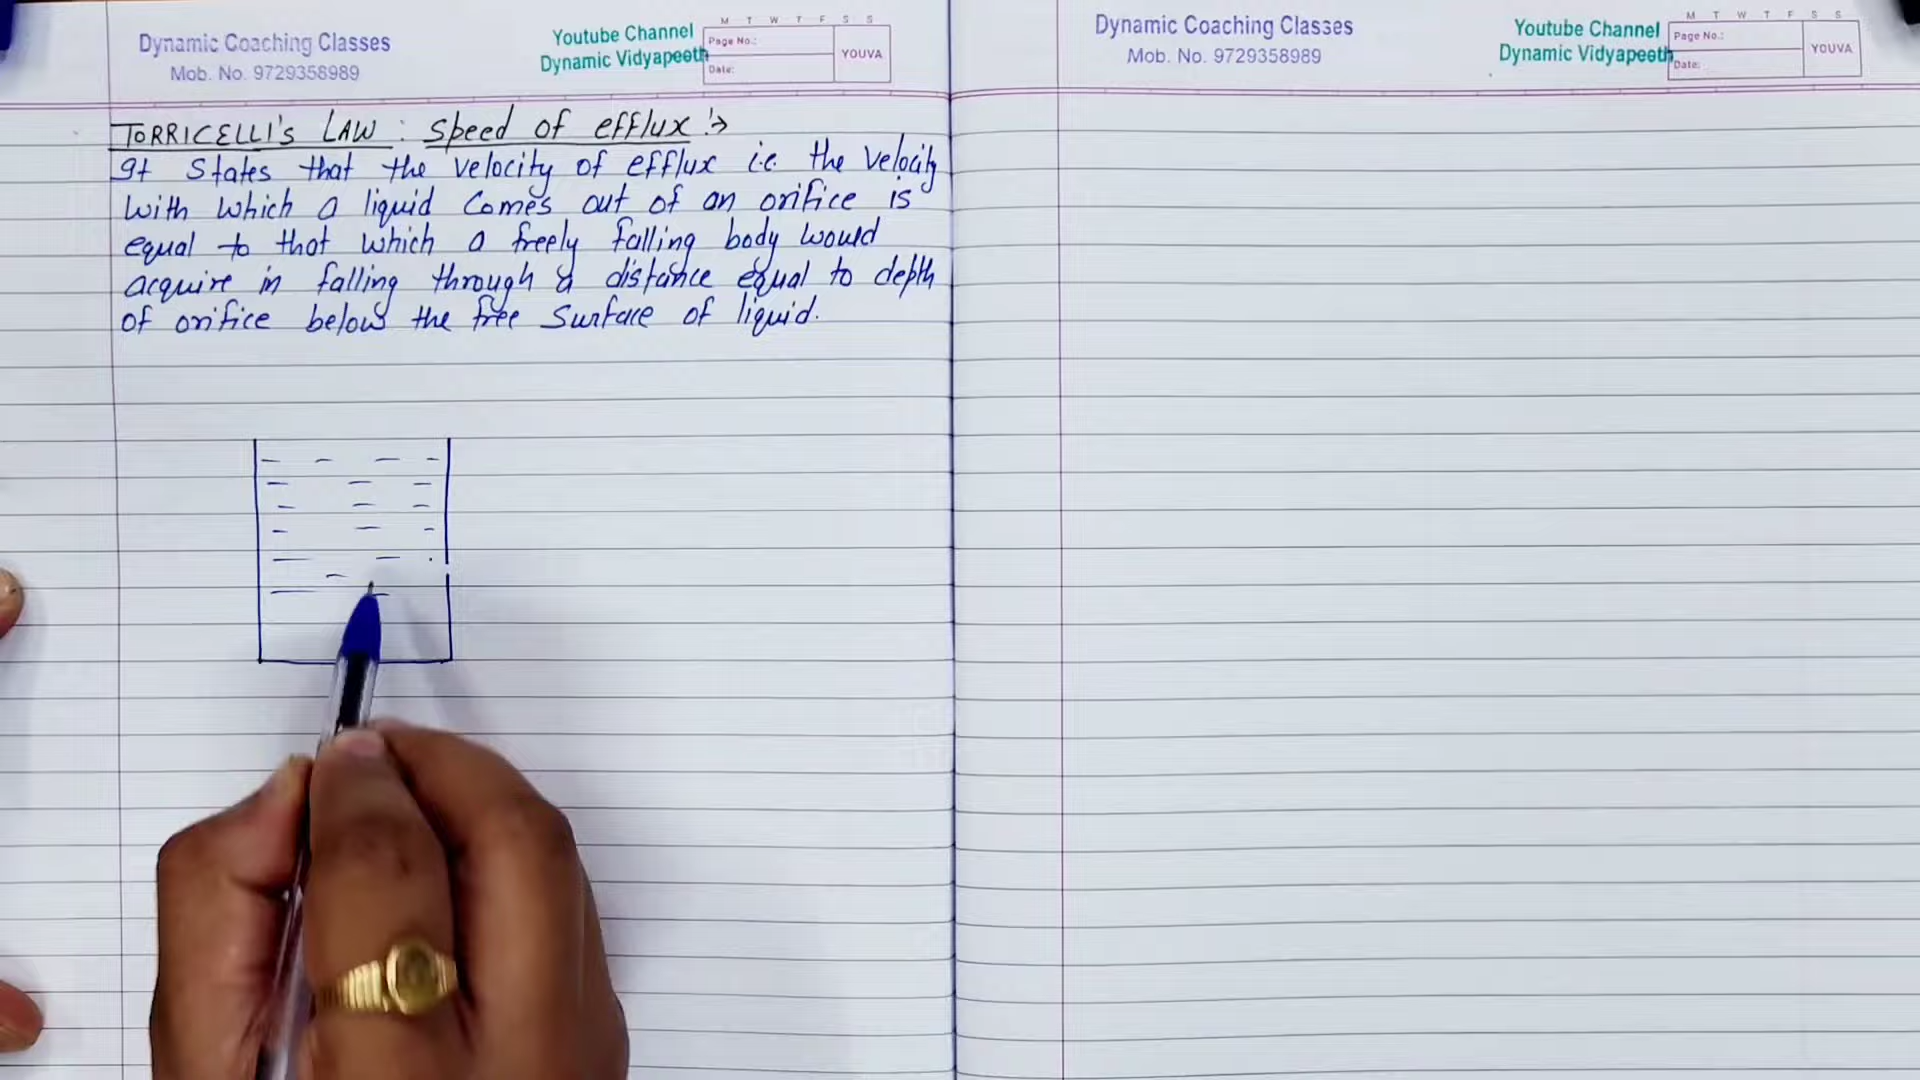 Dynamic Coaching Classes
Mob. No. 9729358989
Youtube Channel
Dynamic Vidyapeeth
M T W T F S S
Page No.:
Date:
YOUVA
TORRICELLI'S LAW : Speed of efflux :→
It States that the velocity of efflux i.e. the velocity
with which a liquid comes out of an orifice is
equal to that which a freely falling body would
acquire in falling through a distance equal to depth
of orifice below the free surface of liquid.
Dynamic Coaching Classes
Mob. No. 9729358989
Youtube Channel
Dynamic Vidyapeeth
M T W T F S S
Page No.:
Date:
YOUVA